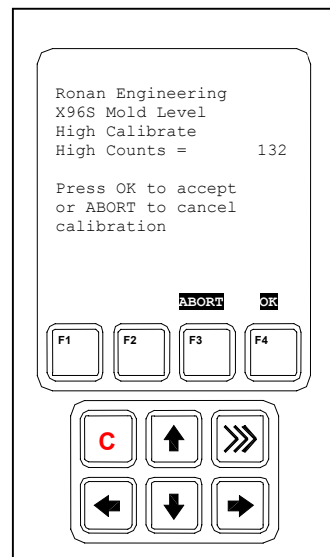 Ronan Engineering
X96S Mold Level
High Calibrate
High Counts = 132
Press OK to accept
or ABORT to cancel
calibration
ABORT OK
F1 F2 F3 F4
C